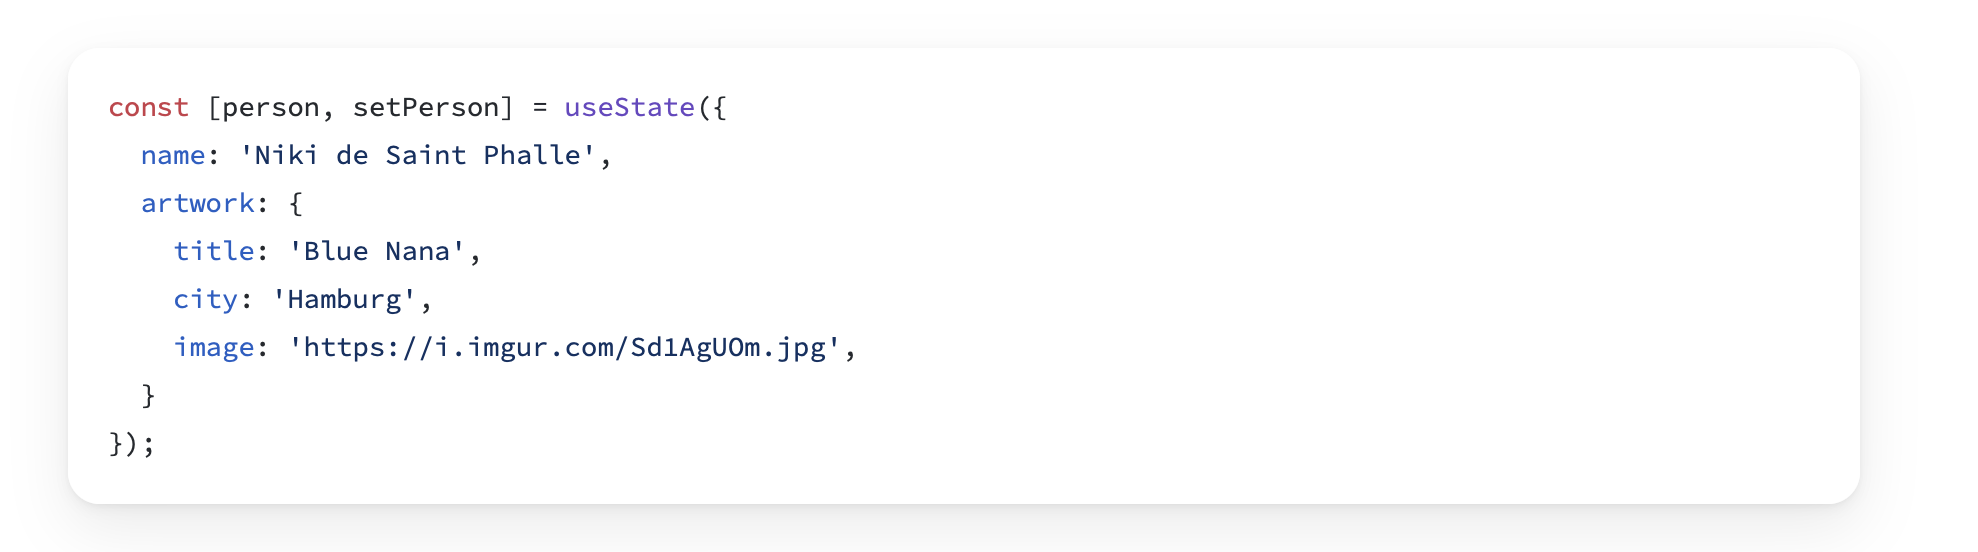 const [person, setPerson] = useState({
  name: 'Niki de Saint Phalle',
  artwork: {
    title: 'Blue Nana',
    city: 'Hamburg',
    image: 'https://i.imgur.com/Sd1AgUOm.jpg',
  }
});